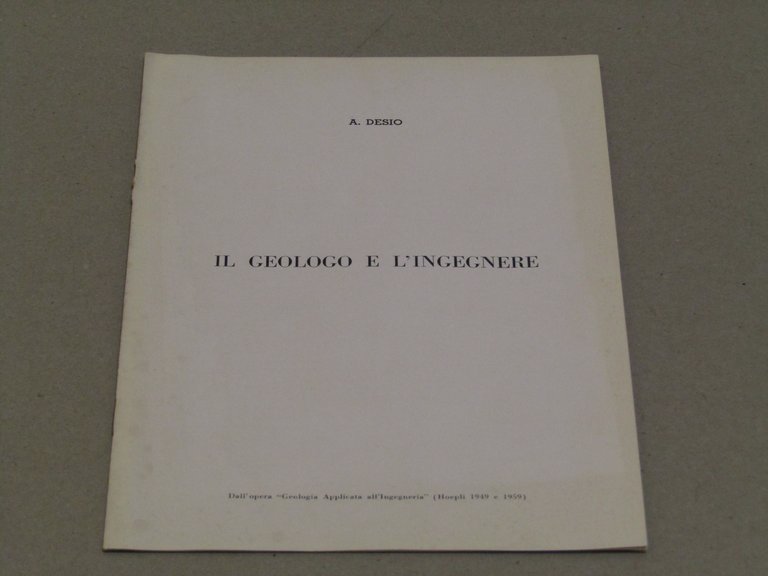 A. DESIO
IL GEOLOGO E L'INGEGNERE
Dall'opera "Geologia Applicata all'Ingegneria" (Hoepli 1949 e 1959)